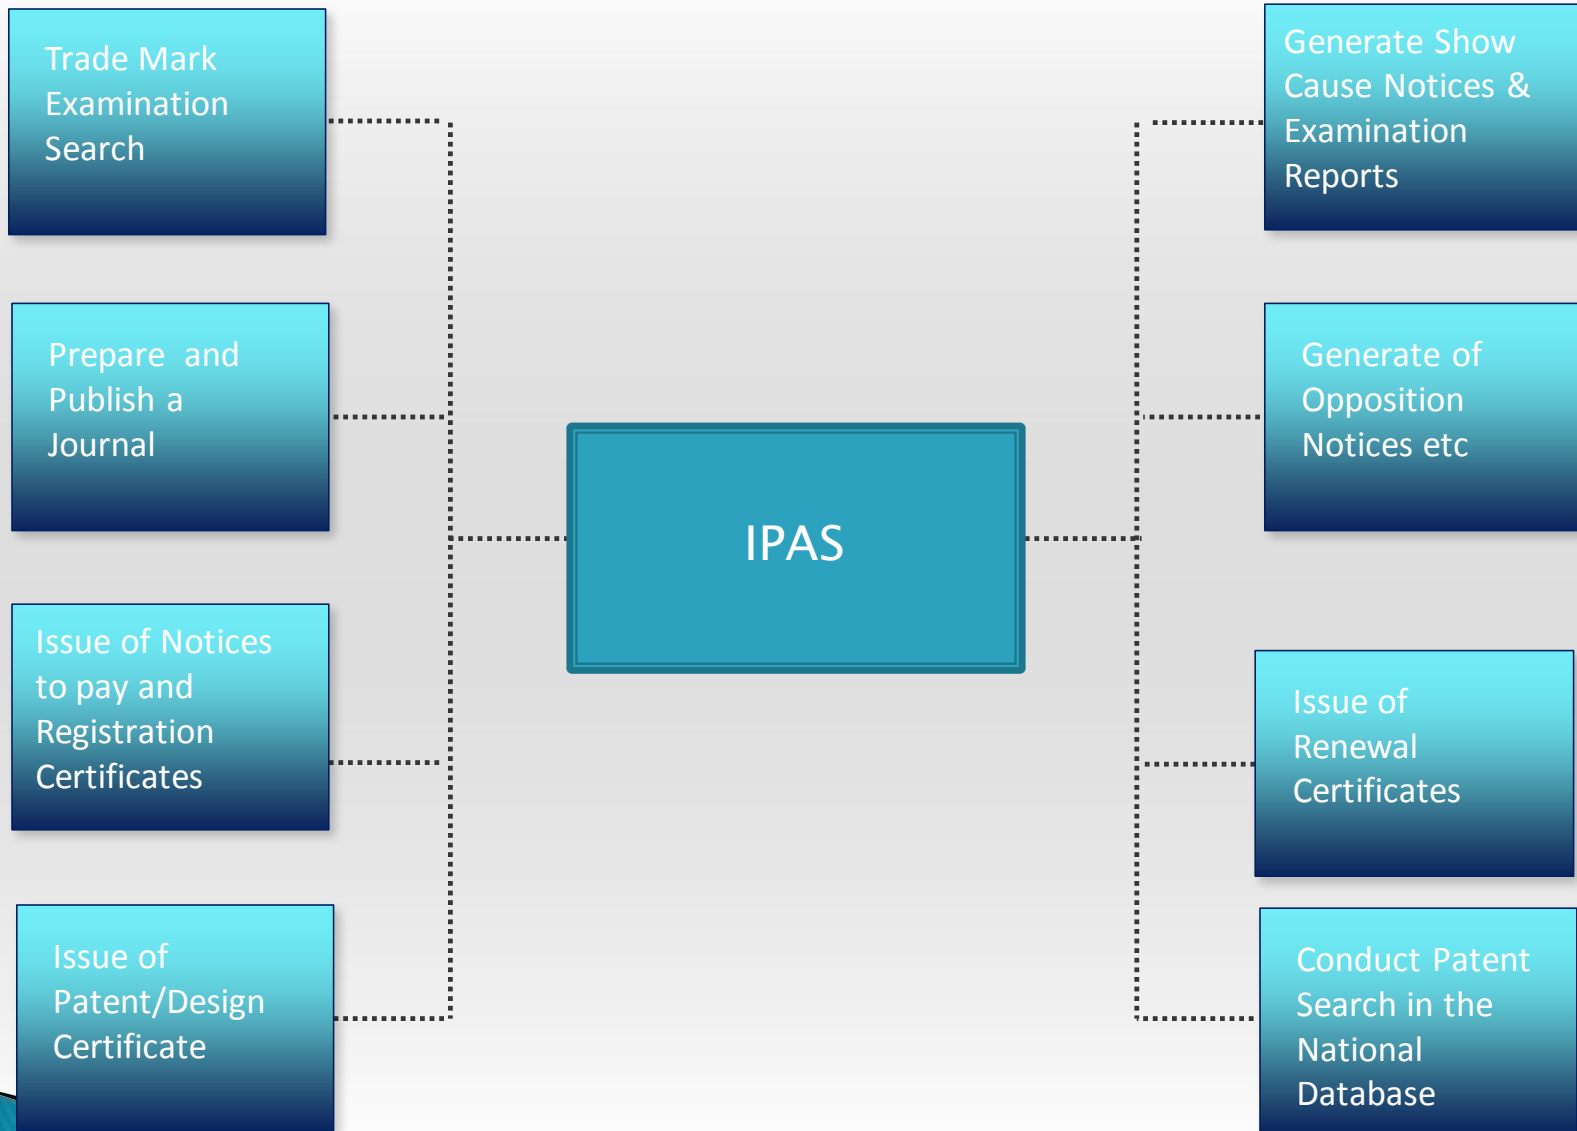 Trade Mark
Examination
Search
Prepare and
Publish a
Journal
Issue of Notices
to pay and
Registration
Certificates
Issue of
Patent/Design
Certificate
IPAS
Generate Show
Cause Notices &
Examination
Reports
Generate of
Opposition
Notices etc
Issue of
Renewal
Certificates
Conduct Patent
Search in the
National
Database